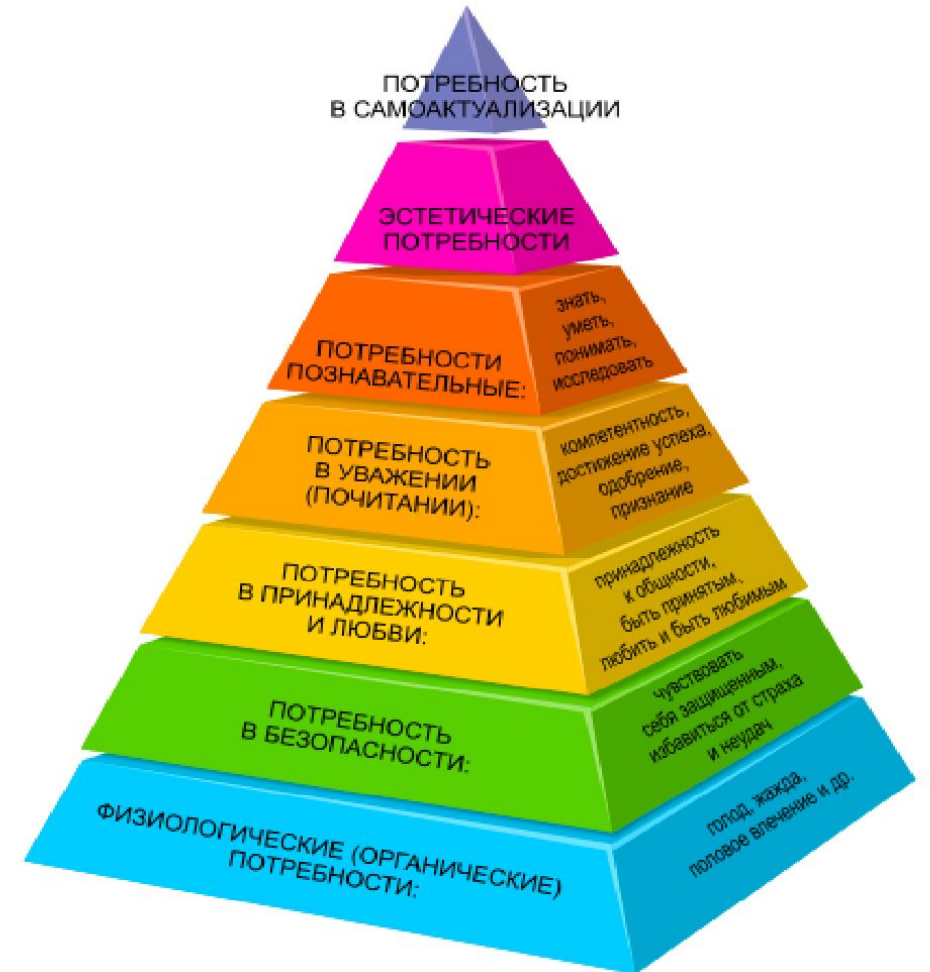 ПОТРЕБНОСТЬ
В САМОАКТУАЛИЗАЦИИ
ЭСТЕТИЧЕСКИЕ
ПОТРЕБНОСТИ
ПОТРЕБНОСТИ
ПОЗНАВАТЕЛЬНЫЕ:
знать,
уметь,
понимать,
исследовать
ПОТРЕБНОСТЬ
В УВАЖЕНИИ
(ПОЧИТАНИИ):
компетентность,
достижение успеха,
одобрение,
признание
ПОТРЕБНОСТЬ
В ПРИНАДЛЕЖНОСТИ
И ЛЮБВИ:
принадлежность
к общности,
быть принятым,
любить и быть любимым
ПОТРЕБНОСТЬ
В БЕЗОПАСНОСТИ:
чувствовать
себя защищенным,
избавиться от страха
и неудач
ФИЗИОЛОГИЧЕСКИЕ (ОРГАНИЧЕСКИЕ)
ПОТРЕБНОСТИ:
голод, жажда,
половое влечение и др.